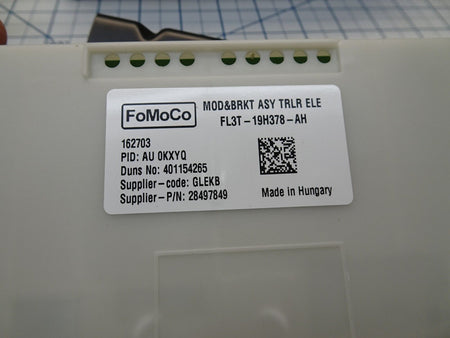 FoMoCo
MOD&BRKT ASY TRLR ELE
FL3T-19H378-AH
162703
PID: AU 0KXYQ
Duns No: 401154265
Supplier-code: GLEKB
Supplier-P/N: 28497849
Made in Hungary